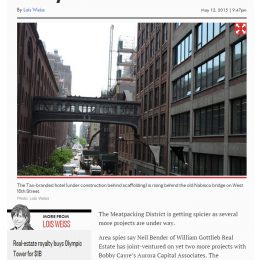 By Lois Weiss
May 12, 2015 | 9:47pm
The Tao-branded hotel (under construction behind scaffolding) is rising behind the old Nabisco bridge on West
15th Street.
Photo: Lois Weiss
MORE FROM
LOIS WEISS
Real-estate royalty buys Olympic
Tower for $1B
The Meatpacking District is getting spicier as several
more projects are under way.
Area spies say Neil Bender of William Gottlieb Real
Estate has joint-ventured on yet two more projects with
Bobby Cayre's Aurora Capital Associates. The